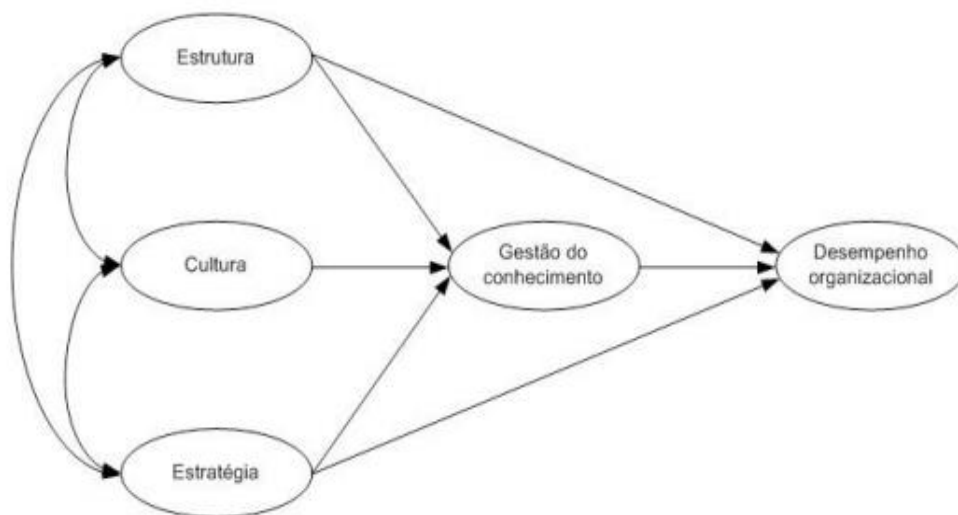 Estrutura
Cultura
Gestão do
conhecimento
Desempenho
organizacional
Estratégia